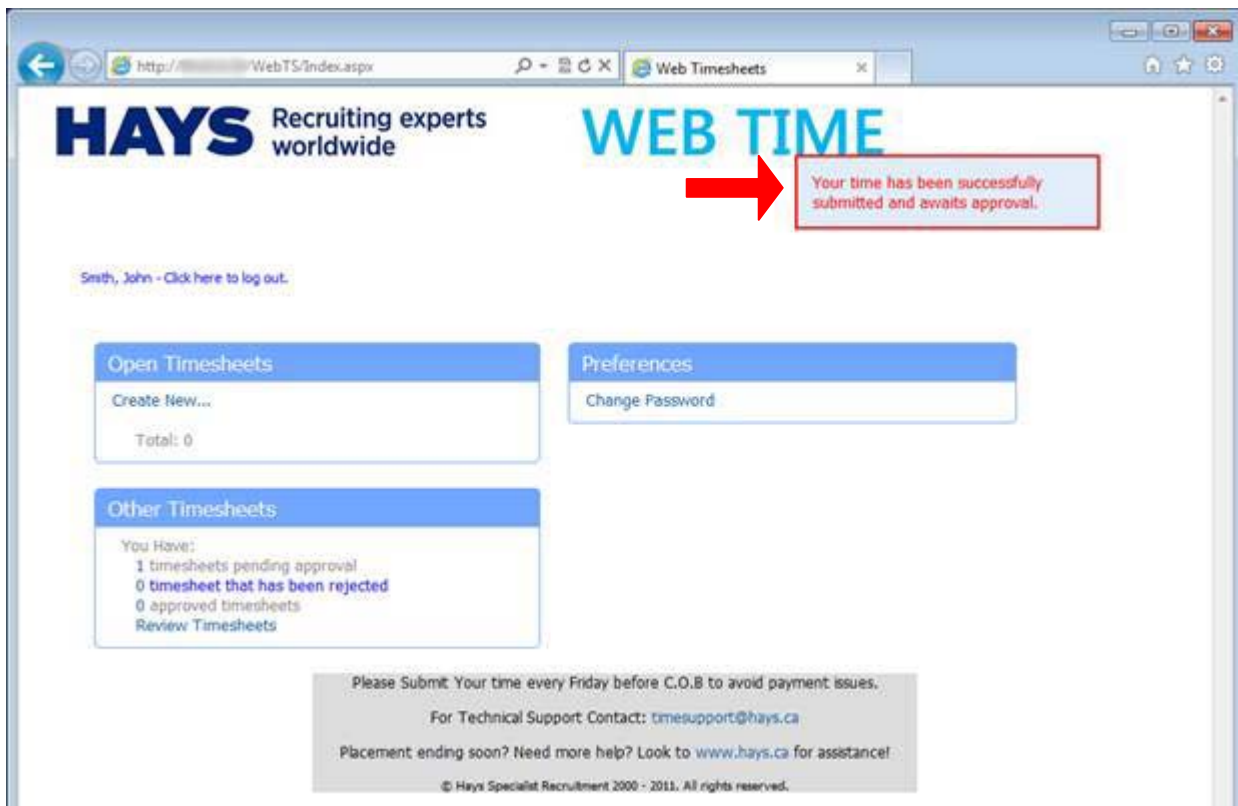 http:// WebTS/Index.aspx
Web Timesheets
HAYS Recruiting experts
worldwide
WEB TIME
Your time has been successfully
submitted and awaits approval.
Smith, John - Click here to log out.
Open Timesheets
Create New...
Total: 0
Preferences
Change Password
Other Timesheets
You Have:
1 timesheets pending approval
0 timesheet that has been rejected
0 approved timesheets
Review Timesheets
Please Submit Your time every Friday before C.O.B to avoid payment issues.
For Technical Support Contact: timesupport@hays.ca
Placement ending soon? Need more help? Look to www.hays.ca for assistance!
© Hays Specialist Recruitment 2000 - 2011. All rights reserved.